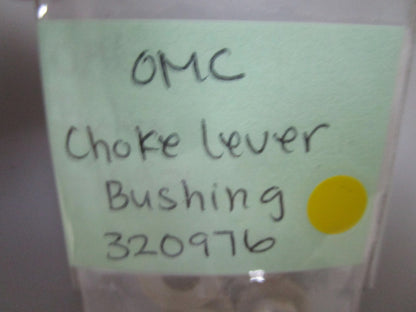 OMC
Choke lever
Bushing
320976